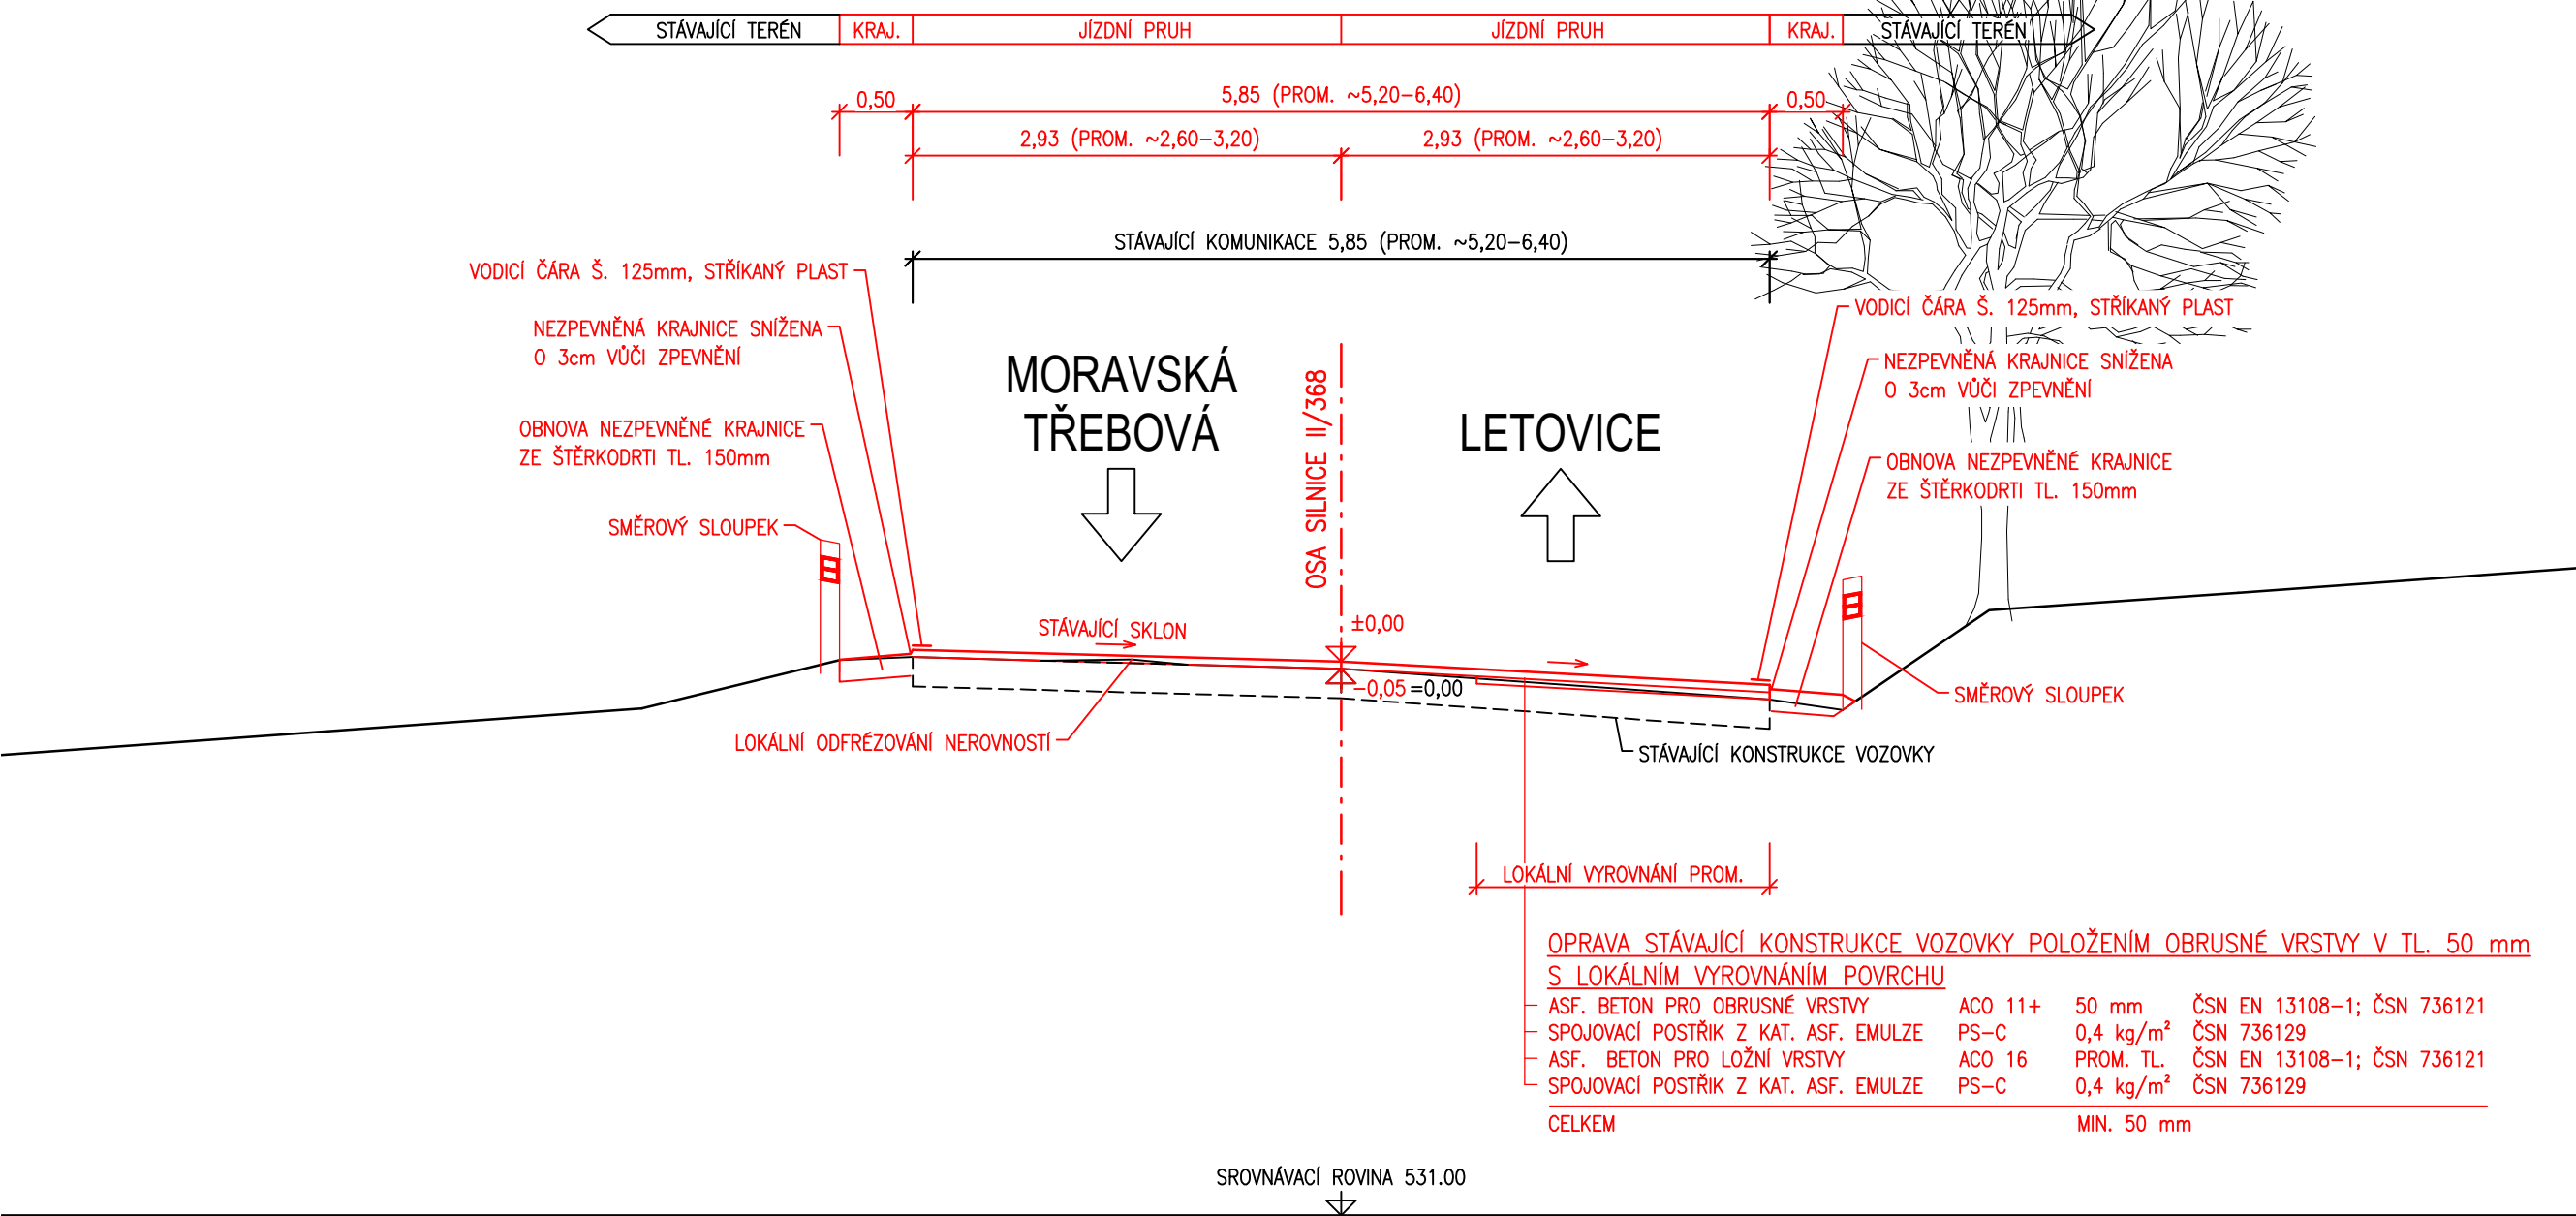 STÁVAJÍCÍ TERÉN KRAJ. JÍZDNÍ PRUH JÍZDNÍ PRUH KRAJ. STÁVAJÍCÍ TERÉN
0,50 5,85 (PROM. ~5,20-6,40) 0,50
2,93 (PROM. ~2,60-3,20) 2,93 (PROM. ~2,60-3,20)
STÁVAJÍCÍ KOMUNIKACE 5,85 (PROM. ~5,20-6,40)
VODICÍ ČÁRA Š. 125mm, STŘÍKANÝ PLAST
NEZPEVNĚNÁ KRAJNICE SNÍŽENA
O 3cm VŮČI ZPEVNĚNÍ
OBNOVA NEZPEVNĚNÉ KRAJNICE
ZE ŠTĚRKODRTI TL. 150mm
SMĚROVÝ SLOUPEK
MORAVSKÁ
TŘEBOVÁ
OSA SILNICE II/368
LETOVICE
VODICÍ ČÁRA Š. 125mm, STŘÍKANÝ PLAST
NEZPEVNĚNÁ KRAJNICE SNÍŽENA
O 3cm VŮČI ZPEVNĚNÍ
OBNOVA NEZPEVNĚNÉ KRAJNICE
ZE ŠTĚRKODRTI TL. 150mm
STÁVAJÍCÍ SKLON
±0,00
-0,05=0,00
SMĚROVÝ SLOUPEK
LOKÁLNÍ ODFRÉZOVÁNÍ NEROVNOSTÍ
STÁVAJÍCÍ KONSTRUKCE VOZOVKY
LOKÁLNÍ VYROVNÁNÍ PROM.
OPRAVA STÁVAJÍCÍ KONSTRUKCE VOZOVKY POLOŽENÍM OBRUSNÉ VRSTVY V TL. 50 mm
S LOKÁLNÍM VYROVNÁNÍM POVRCHU
ASF. BETON PRO OBRUSNÉ VRSTVY ACO 11+ 50 mm ČSN EN 13108-1; ČSN 736121
SPOJOVACÍ POSTŘIK Z KAT. ASF. EMULZE PS-C 0,4 kg/m² ČSN 736129
ASF. BETON PRO LOŽNÍ VRSTVY ACO 16 PROM. TL. ČSN EN 13108-1; ČSN 736121
SPOJOVACÍ POSTŘIK Z KAT. ASF. EMULZE PS-C 0,4 kg/m² ČSN 736129
CELKEM MIN. 50 mm
SROVNÁVACÍ ROVINA 531.00